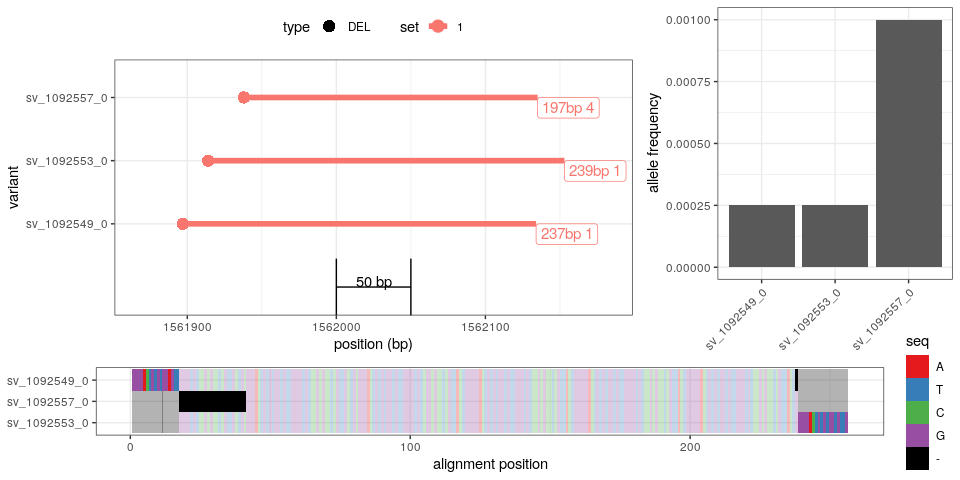 type DEL set 1
variant
sv_1092557_0
197bp 4
sv_1092553_0
239bp 1
sv_1092549_0
237bp 1
50 bp
1561900 1562000 1562100
position (bp)
allele frequency
0.00100
0.00075
0.00050
0.00025
0.00000
sv_1092549_0
sv_1092553_0
sv_1092557_0
sv_1092549_0
sv_1092557_0
sv_1092553_0
0 100 200
alignment position
seq
A
T
C
G
-